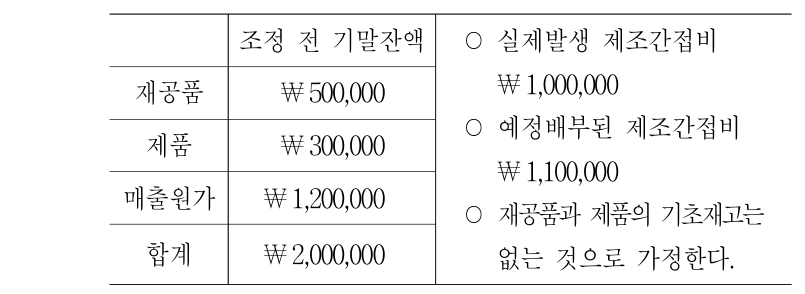 조정 전 기말잔액
재공품 ₩500,000
제품 ₩300,000
매출원가 ₩1,200,000
합계 ₩2,000,000
○ 실제발생 제조간접비
₩1,000,000
○ 예정배부된 제조간접비
₩1,100,000
○ 재공품과 제품의 기초재고는
없는 것으로 가정한다.